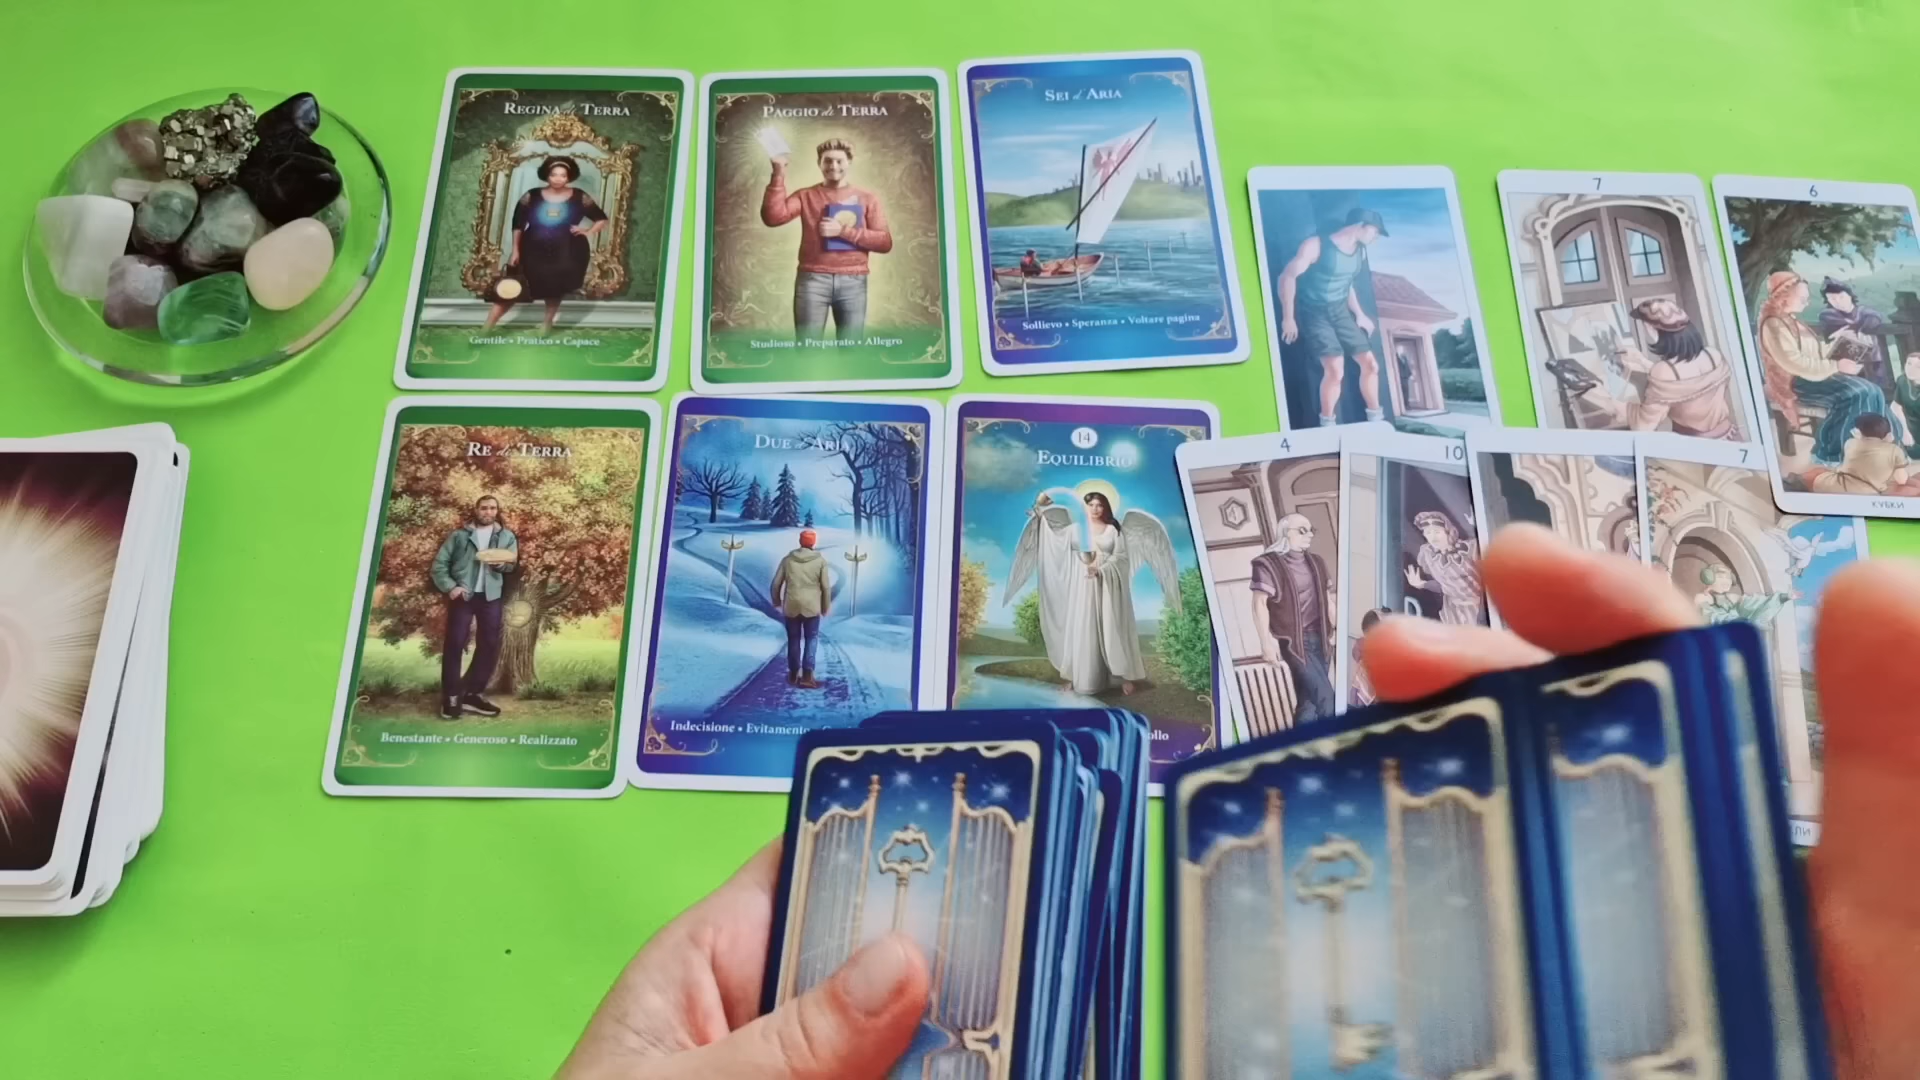 REGINA di TERRA
Gentile • Pratico • Capace
PAGGIO di TERRA
Studioso • Preparato • Allegro
SEI d'ARIA
Sollievo • Speranza • Voltare pagina
7
6
КУБКИ
RE di TERRA
Benestante • Generoso • Realizzato
DUE d'ARIA
Indecisione • Evitamento
14
EQUILIBRIO
4
10
7